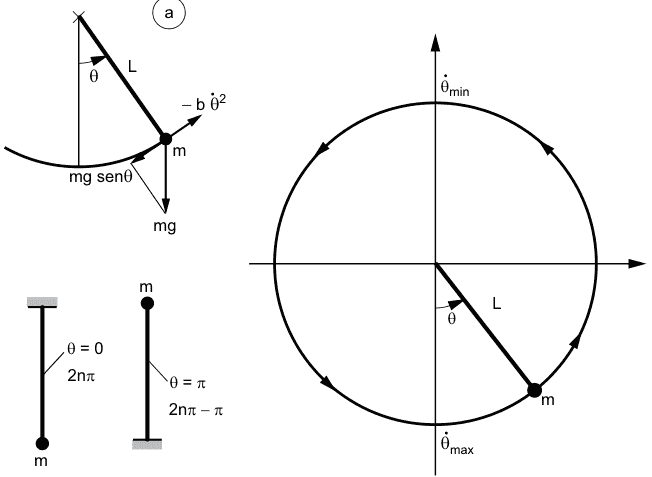 a
θ
L
− b θ̇²
m
mg senθ
mg
θ̇min
θ
L
m
θ̇max
m
θ = 0
2nπ
m
θ = π
2nπ − π